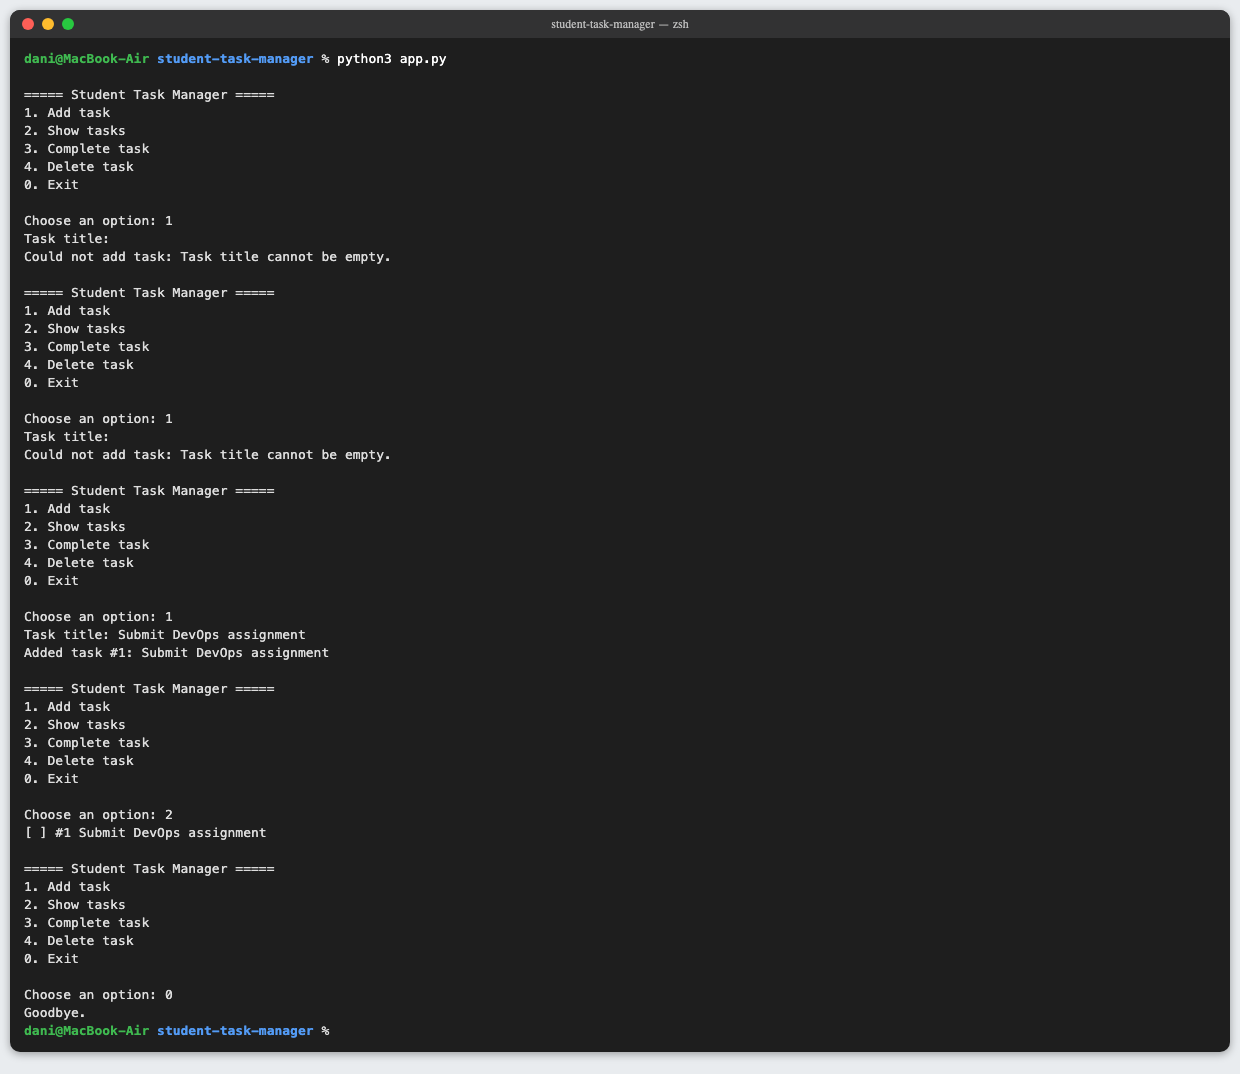 student-task-manager — zsh
dani@MacBook-Air student-task-manager % python3 app.py
===== Student Task Manager =====
1. Add task
2. Show tasks
3. Complete task
4. Delete task
0. Exit
Choose an option: 1
Task title:
Could not add task: Task title cannot be empty.
===== Student Task Manager =====
1. Add task
2. Show tasks
3. Complete task
4. Delete task
0. Exit
Choose an option: 1
Task title:
Could not add task: Task title cannot be empty.
===== Student Task Manager =====
1. Add task
2. Show tasks
3. Complete task
4. Delete task
0. Exit
Choose an option: 1
Task title: Submit DevOps assignment
Added task #1: Submit DevOps assignment
===== Student Task Manager =====
1. Add task
2. Show tasks
3. Complete task
4. Delete task
0. Exit
Choose an option: 2
[ ] #1 Submit DevOps assignment
===== Student Task Manager =====
1. Add task
2. Show tasks
3. Complete task
4. Delete task
0. Exit
Choose an option: 0
Goodbye.
dani@MacBook-Air student-task-manager %